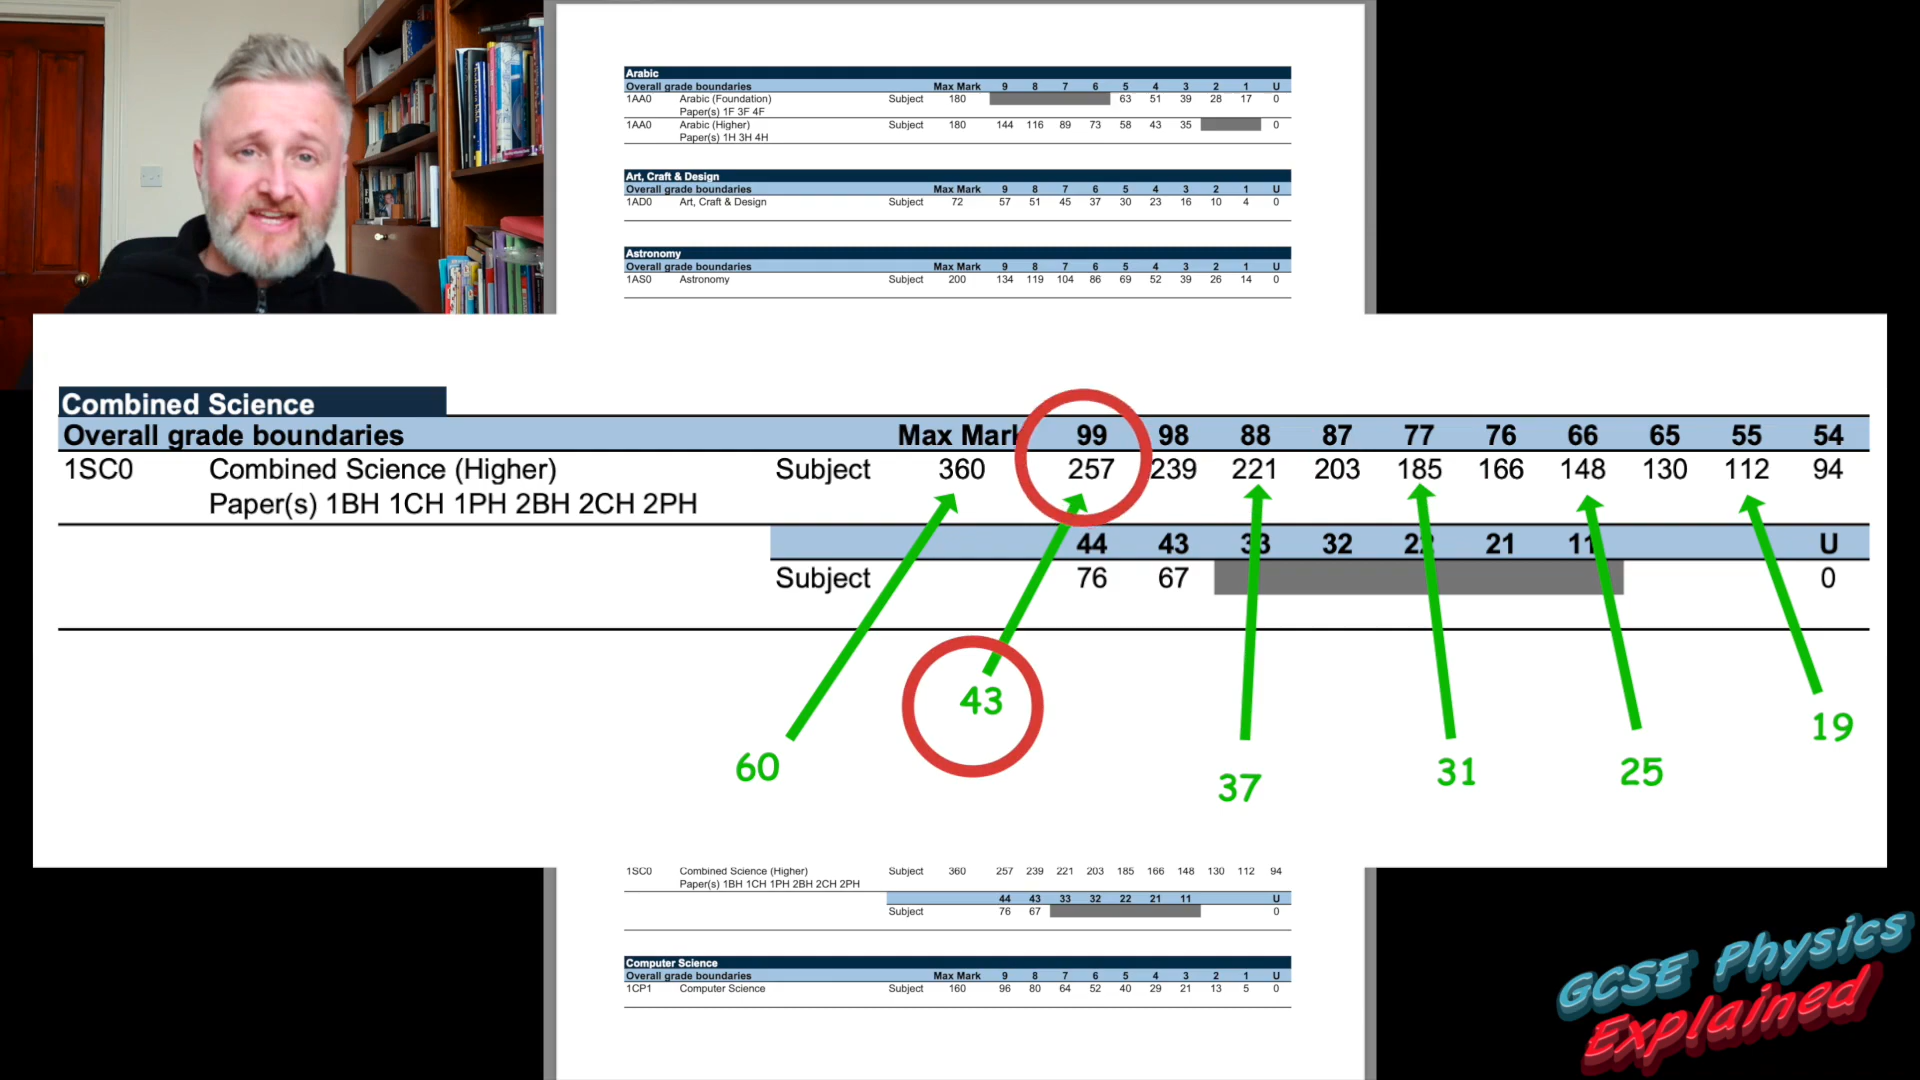 Arabic
Overall grade boundaries Max Mark 9 8 7 6 5 4 3 2 1 U
1AA0 Arabic (Foundation) Subject 180 63 51 39 28 17 0
Paper(s) 1F 3F 4F
1AA0 Arabic (Higher) Subject 180 144 116 89 73 58 43 35 0
Paper(s) 1H 3H 4H
Art, Craft & Design
Overall grade boundaries Max Mark 9 8 7 6 5 4 3 2 1 U
1AD0 Art, Craft & Design Subject 72 57 51 45 37 30 23 16 10 4 0
Astronomy
Overall grade boundaries Max Mark 9 8 7 6 5 4 3 2 1 U
1AS0 Astronomy Subject 200 134 119 104 86 69 52 39 26 14 0
Combined Science
Overall grade boundaries Max Mark 99 98 88 87 77 76 66 65 55 54
1SC0 Combined Science (Higher) Subject 360 257 239 221 203 185 166 148 130 112 94
Paper(s) 1BH 1CH 1PH 2BH 2CH 2PH
44 43 33 32 22 21 11 U
Subject 76 67 0
43
60
37
31
25
19
1SC0 Combined Science (Higher) Subject 360 257 239 221 203 185 166 148 130 112 94
Paper(s) 1BH 1CH 1PH 2BH 2CH 2PH
44 43 33 32 22 21 11 U
Subject 76 67 0
Computer Science
Overall grade boundaries Max Mark 9 8 7 6 5 4 3 2 1 U
1CP1 Computer Science Subject 160 96 80 64 52 40 29 21 13 5 0
GCSE Physics
Explained